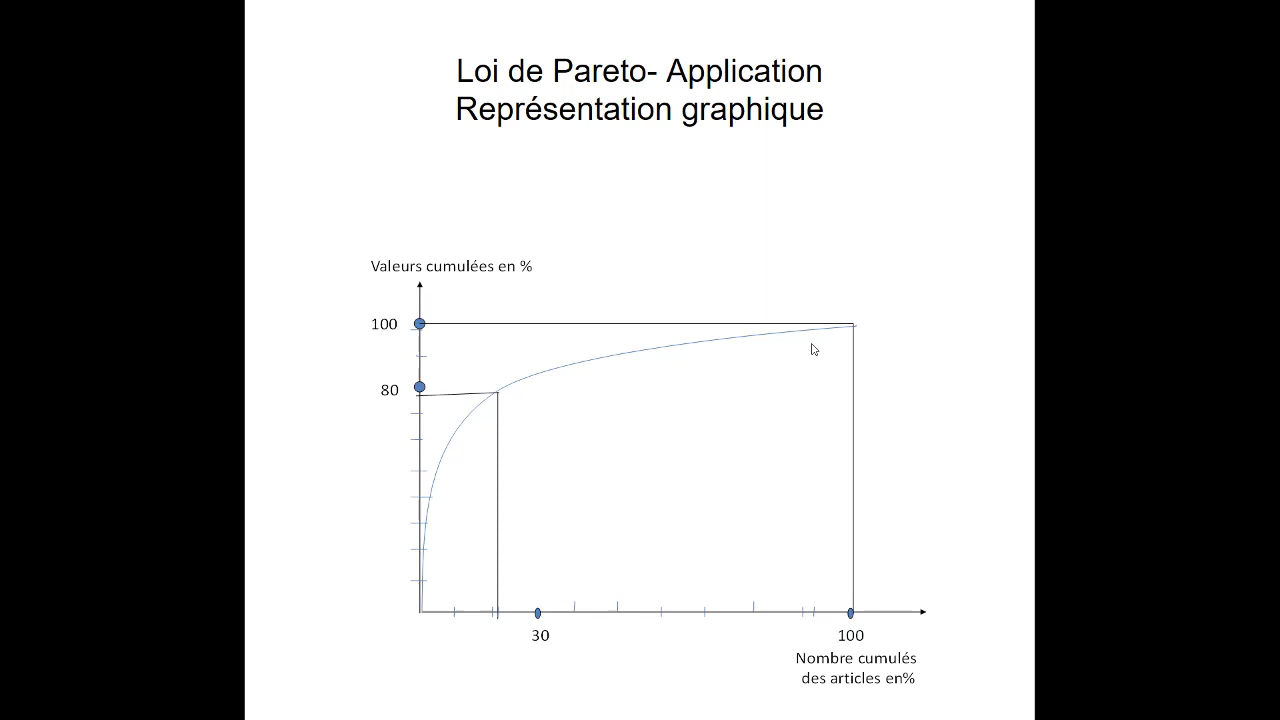 Loi de Pareto- Application
Représentation graphique
Valeurs cumulées en %
100
80
30
100
Nombre cumulés
des articles en%